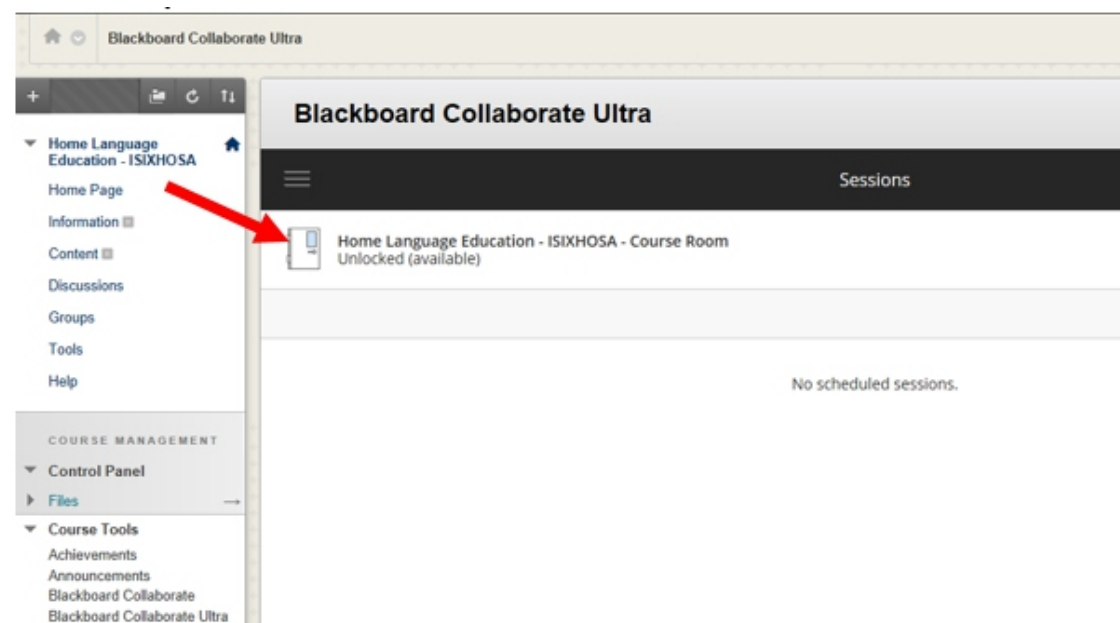 Blackboard Collaborate Ultra
Blackboard Collaborate Ultra
Home Language
Education - ISIXHOSA
Home Page
Information
Content
Discussions
Groups
Tools
Help
COURSE MANAGEMENT
Control Panel
Files
Course Tools
Achievements
Announcements
Blackboard Collaborate
Blackboard Collaborate Ultra
Sessions
Home Language Education - ISIXHOSA - Course Room
Unlocked (available)
No scheduled sessions.